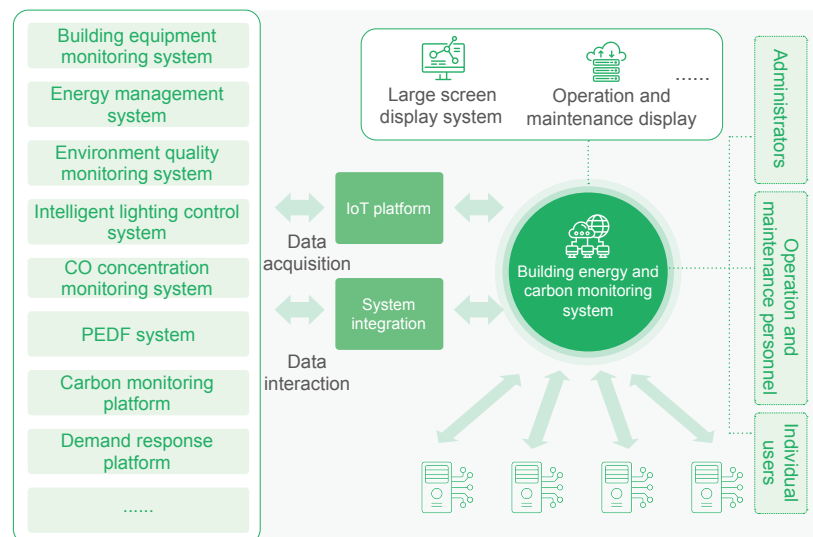 Building equipment
monitoring system
Energy management
system
Environment quality
monitoring system
Intelligent lighting control
system
CO concentration
monitoring system
PEDF system
Carbon monitoring
platform
Demand response
platform
......
Data
acquisition
Data
interaction
IoT platform
System
integration
Large screen
display system
Operation and
maintenance display
......
Building energy and
carbon monitoring
system
Administrators
Operation and
maintenance personnel
Individual
users